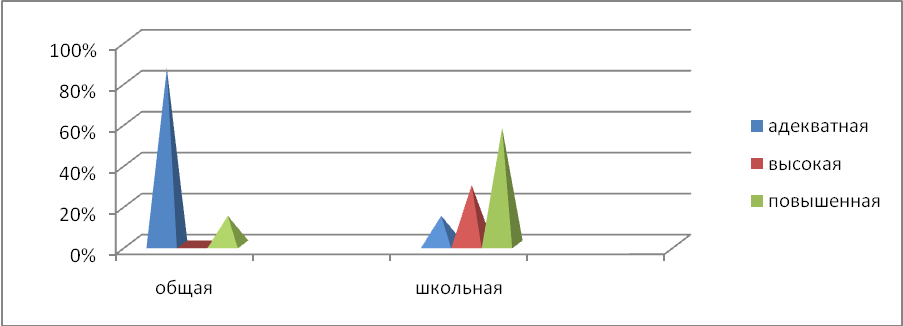 100%
80%
60%
40%
20%
0%
общая
школьная
адекватная
высокая
повышенная